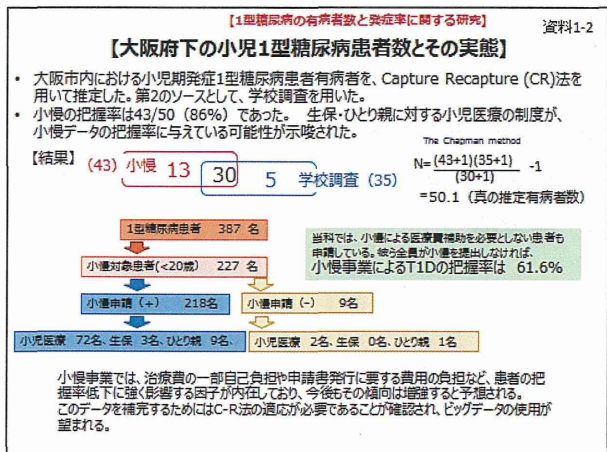 【1型糖尿病の有病者数と発症率に関する研究】
資料1-2
【大阪府下の小児1型糖尿病患者数とその実態】
• 大阪市内における小児期発症1型糖尿病患者有病者を、Capture Recapture (CR)法を
用いて推定した。第2のソースとして、学校調査を用いた。
• 小慢の把握率は43/50（86%）であった。 生保・ひとり親に対する小児医療の制度が、
小慢データの把握率に与えている可能性が示唆された。
【結果】
(43) 小慢 13 30 5 学校調査 (35)
The Chapman method
N=(43+1)(35+1)
(30+1)
-1
=50.1（真の推定有病者数）
1型糖尿病患者 387 名
小慢対象患者(<20歳) 227 名
小慢申請（+） 218名
小慢申請（-） 9名
小児医療 72名、生保 3名、ひとり親 9名、
小児医療 2名、生保 0名、ひとり親 1名
当科では、小慢による医療費補助を必要としない患者も
申請している。彼ら全員が小慢を提出しなければ、
小慢事業によるT1Dの把握率は 61.6%
小慢事業では、治療費の一部自己負担や申請書発行に要する費用の負担など、患者の把
握率低下に強く影響する因子が内在しており、今後もその傾向は増強すると予想される。
このデータを補完するためにはC-R法の適応が必要であることが確認され、ビッグデータの使用が
望まれる。